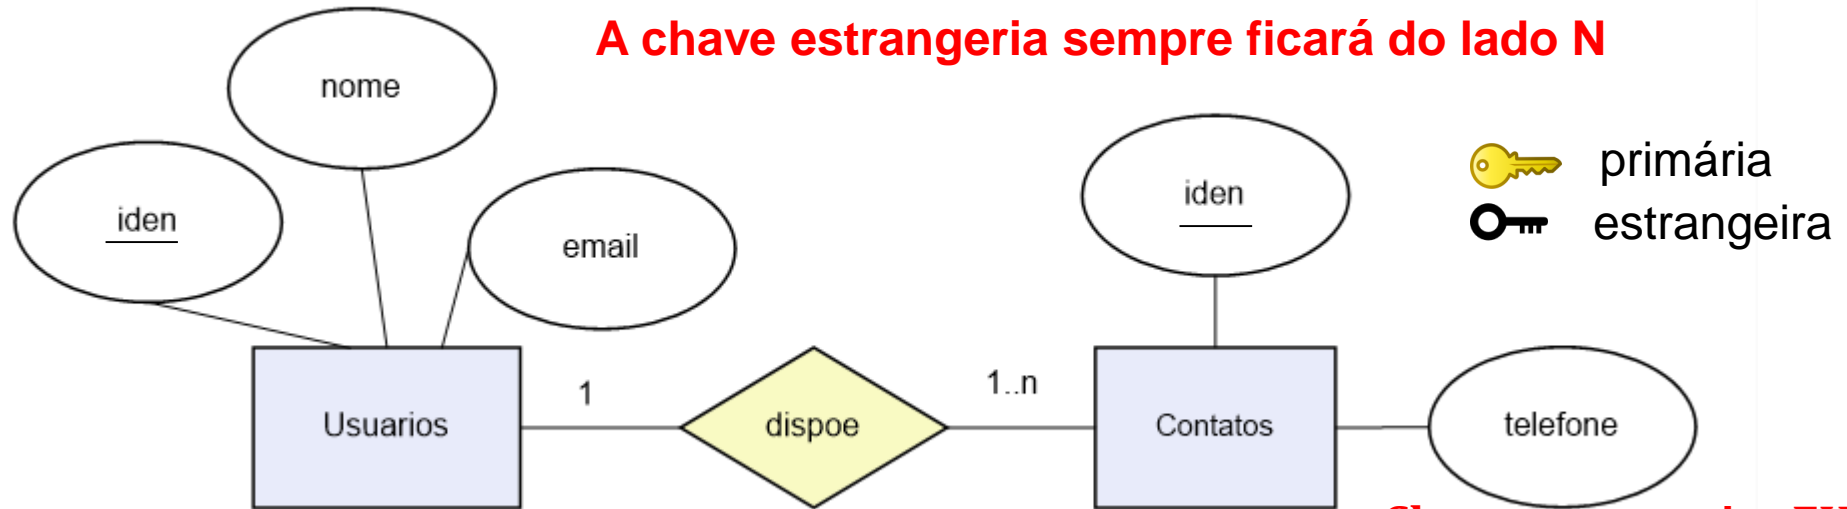 A chave estrangeria sempre ficará do lado N
nome
iden
email
iden
primária
estrangeira
Usuarios
1
dispoe
1..n
Contatos
telefone